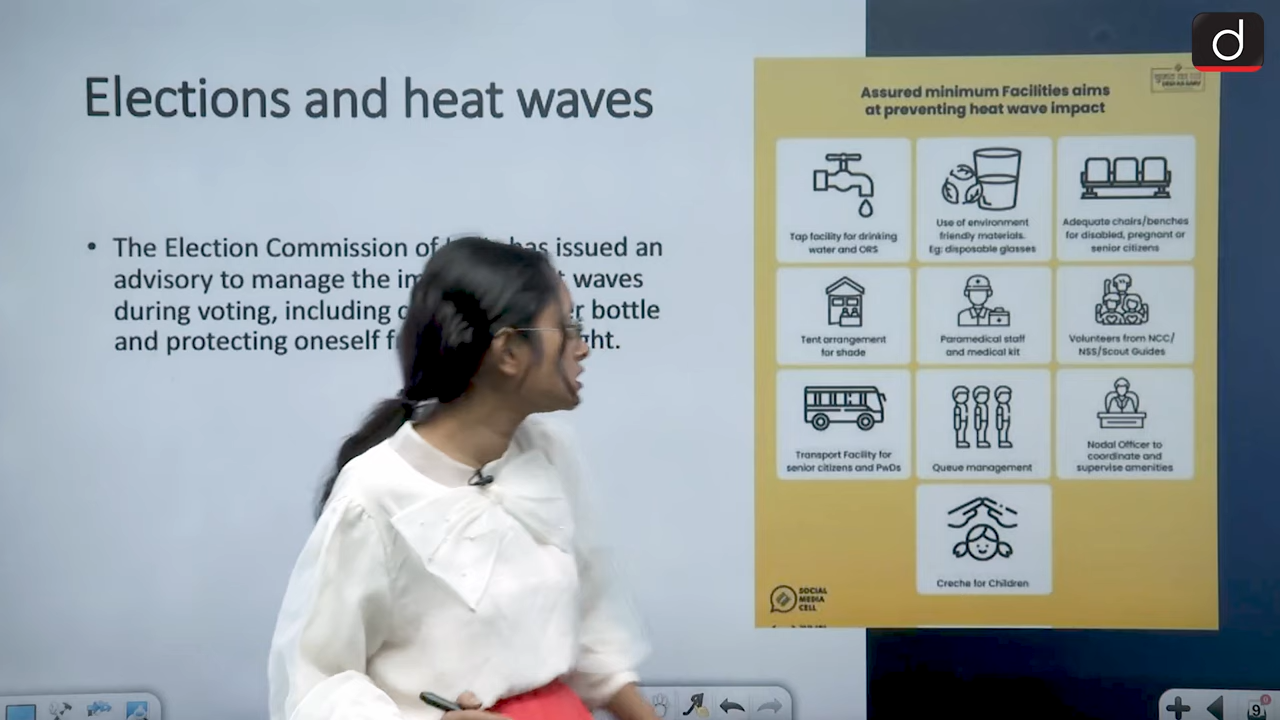 d
Elections and heat waves
• The Election Commission of has issued an
advisory to manage the waves
during voting, including bottle
and protecting oneself
Assured minimum Facilities aims
at preventing heat wave impact
Tap facility for drinking
water and ORS
Use of environment
friendly materials.
Eg: disposable glasses
Adequate chairs/benches
for disabled, pregnant or
senior citizens
Tent arrangement
for shade
Paramedical staff
and medical kit
Volunteers from NCC/
NSS/Scout Guides
Transport Facility for
senior citizens and PwDs
Queue management
Nodal Officer to
coordinate and
supervise amenities
Creche for Children
SOCIAL
MEDIA
CELL
9